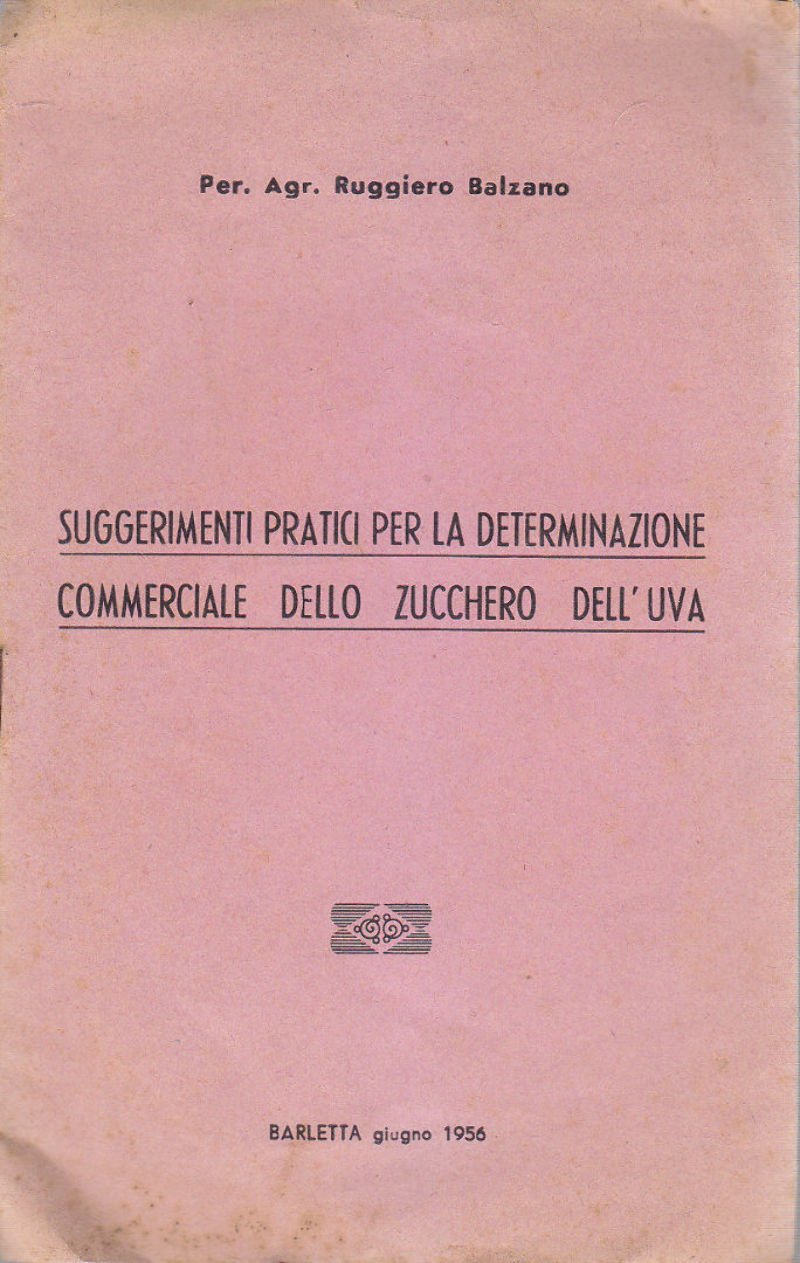 Per. Agr. Ruggiero Balzano
SUGGERIMENTI PRATICI PER LA DETERMINAZIONE
COMMERCIALE DELLO ZUCCHERO DELL'UVA
BARLETTA giugno 1956